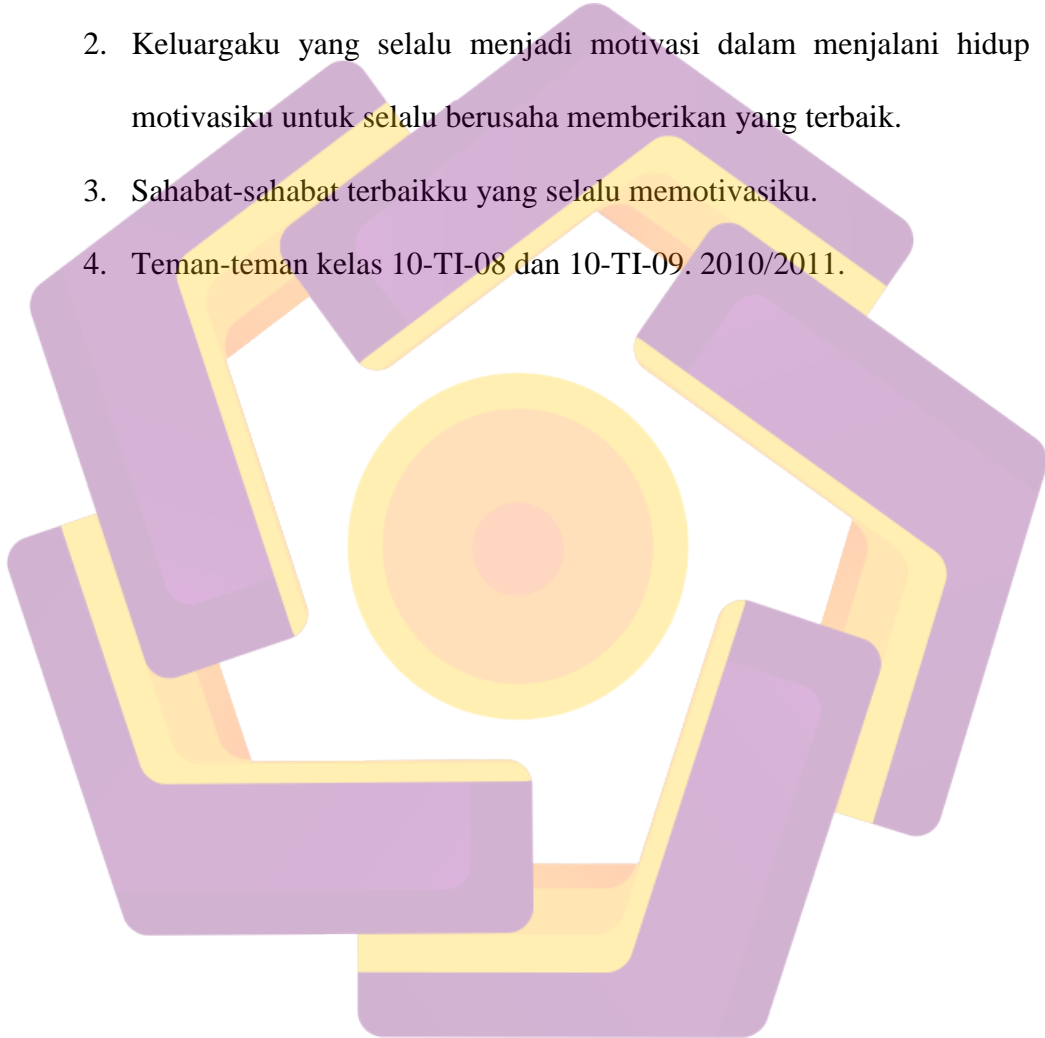 2. Keluargaku yang selalu menjadi motivasi dalam menjalani hidup
motivasiku untuk selalu berusaha memberikan yang terbaik.
3. Sahabat-sahabat terbaikku yang selalu memotivasiku.
4. Teman-teman kelas 10-TI-08 dan 10-TI-09. 2010/2011.